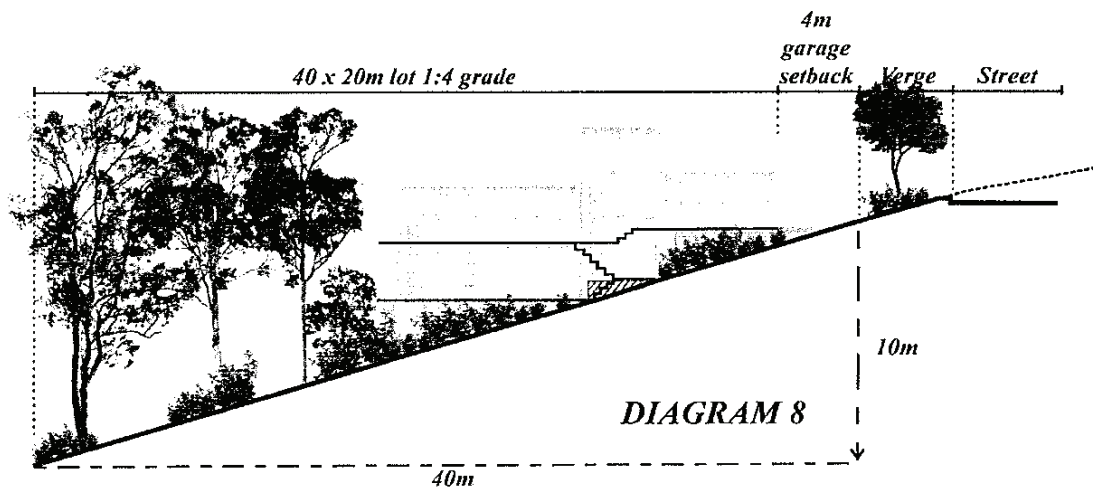 4m
garage
setback
40 x 20m lot 1:4 grade
Verge
Street
10m
DIAGRAM 8
40m